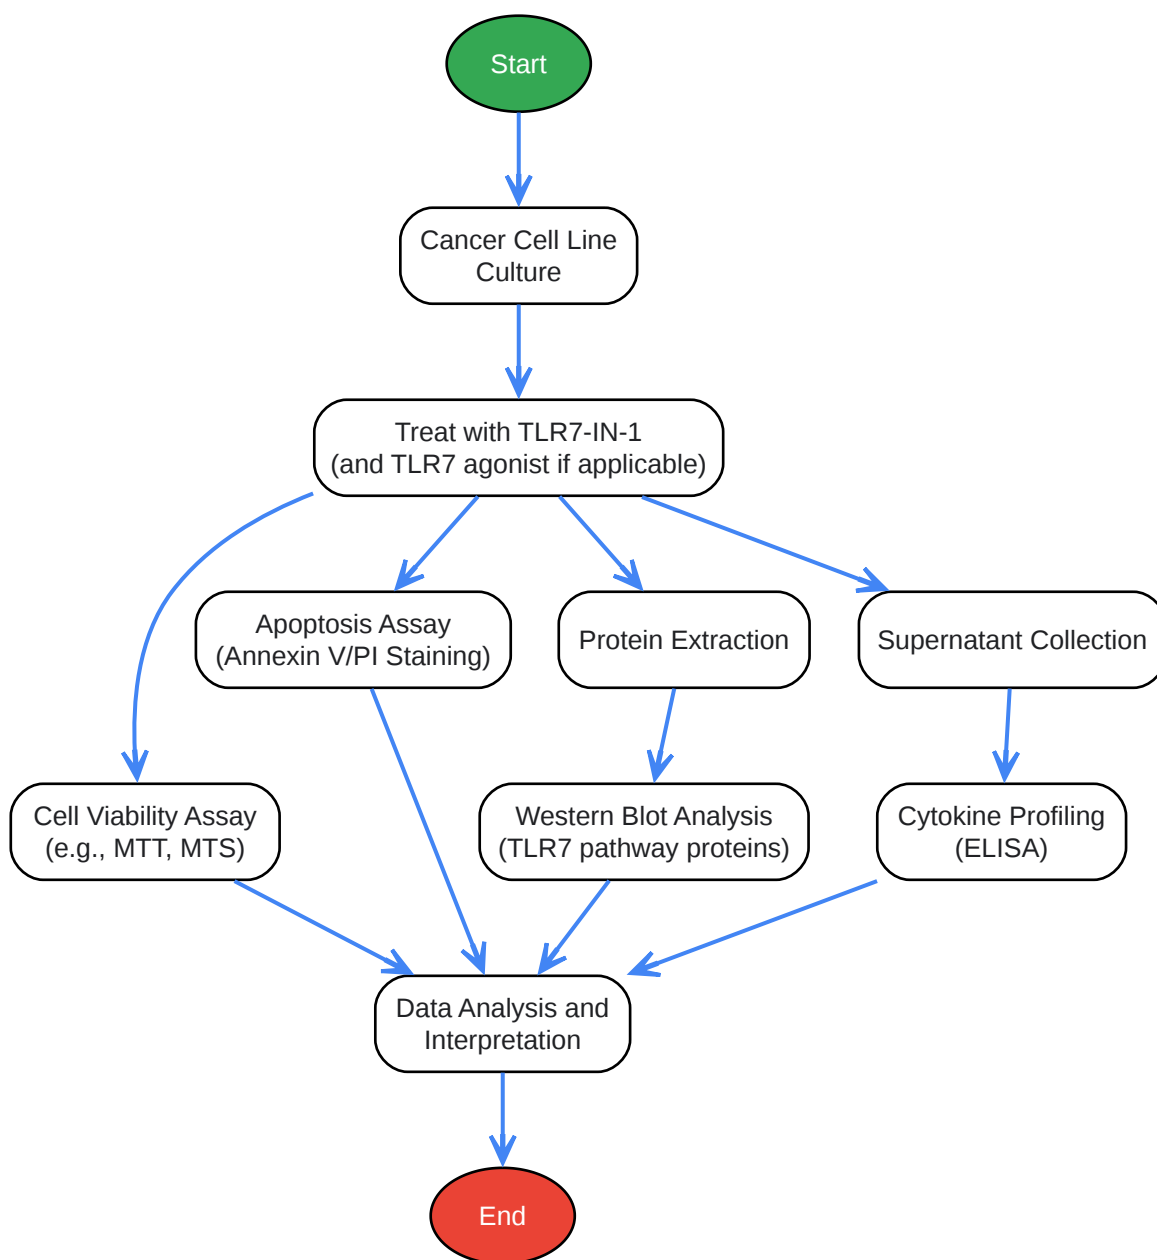 Start
Cancer Cell Line
Culture
Treat with TLR7-IN-1
(and TLR7 agonist if applicable)
Apoptosis Assay
(Annexin V/PI Staining)
Protein Extraction
Supernatant Collection
Cell Viability Assay
(e.g., MTT, MTS)
Western Blot Analysis
(TLR7 pathway proteins)
Cytokine Profiling
(ELISA)
Data Analysis and
Interpretation
End